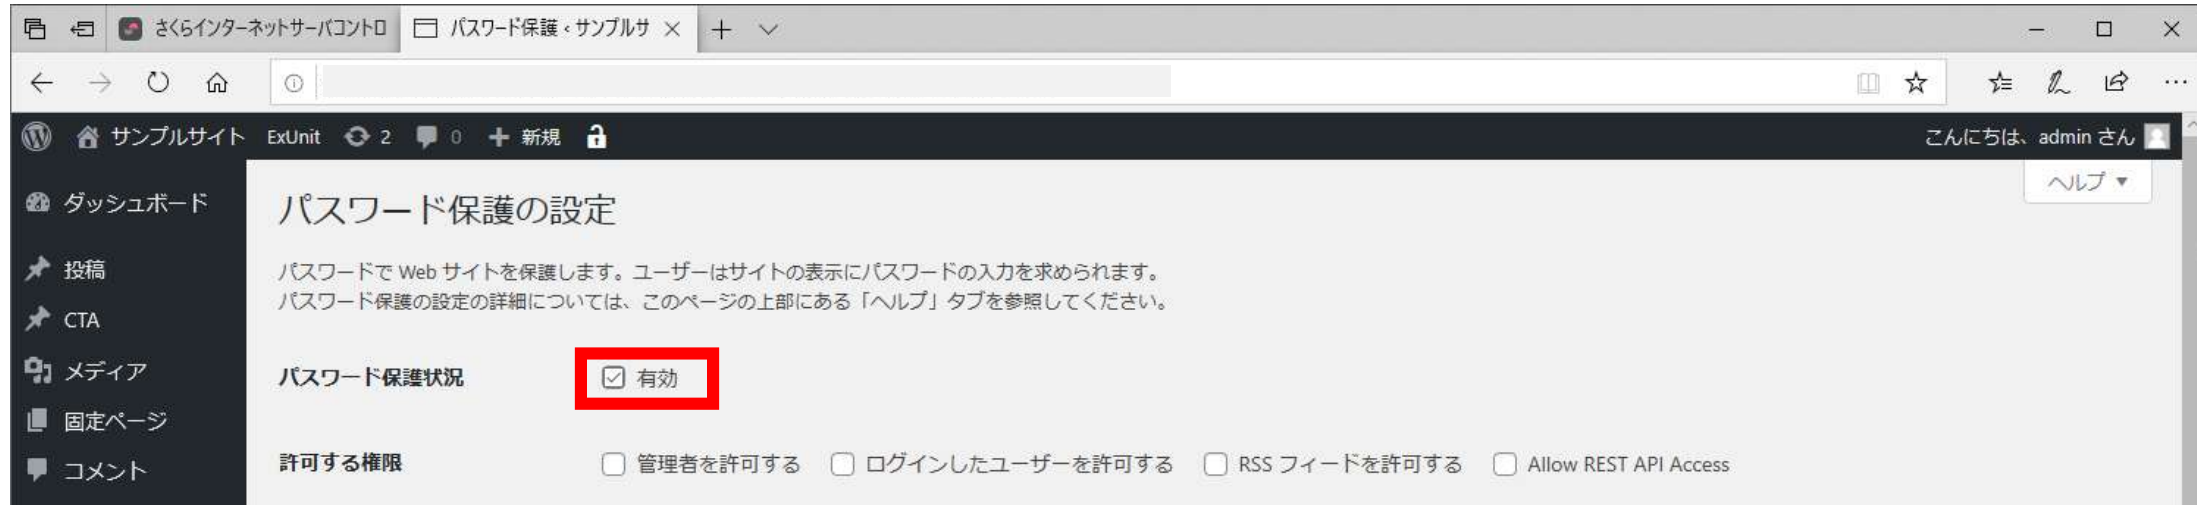 さくらインターネットサーバコントロ
パスワード保護 ‹ サンプルサ
サンプルサイト ExUnit 2 0 新規
こんにちは、admin さん
ヘルプ ▼
ダッシュボード
投稿
CTA
メディア
固定ページ
コメント
パスワード保護の設定
パスワードで Web サイトを保護します。ユーザーはサイトの表示にパスワードの入力を求められます。
パスワード保護の設定の詳細については、このページの上部にある「ヘルプ」タブを参照してください。
パスワード保護状況 有効
許可する権限 管理者を許可する ログインしたユーザーを許可する RSS フィードを許可する Allow REST API Access